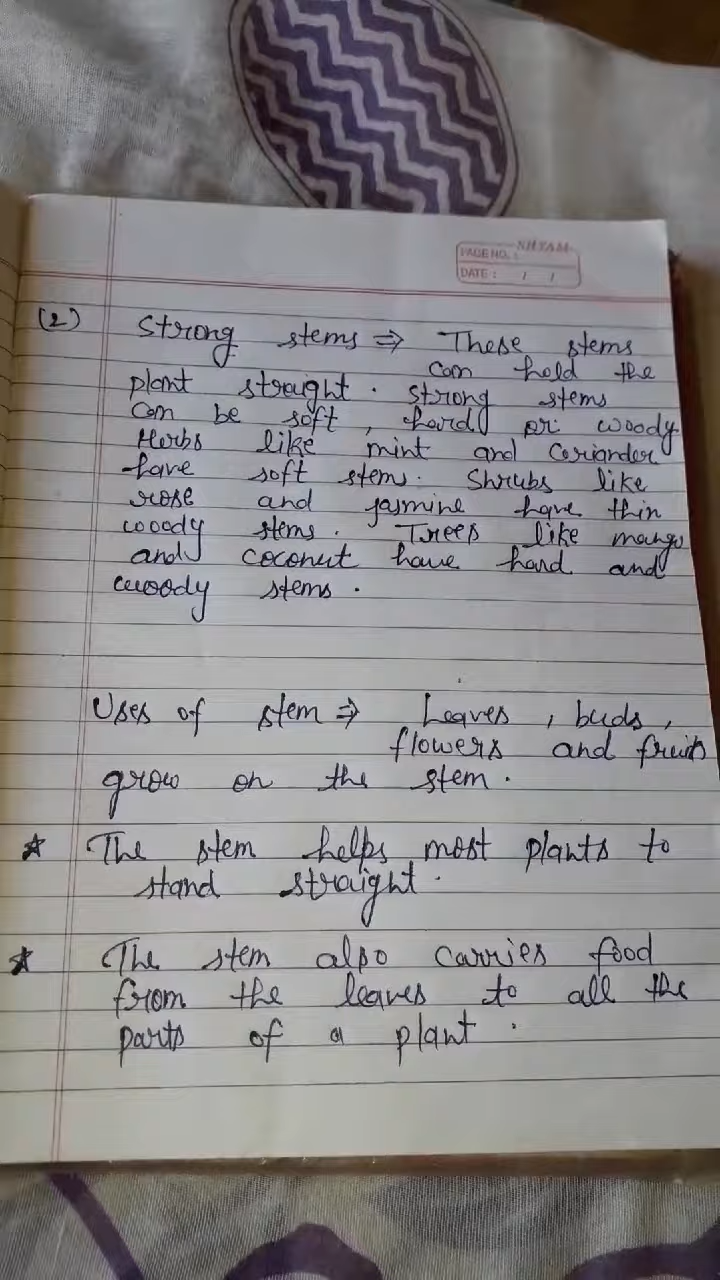 SHYAM
PAGE NO. :
DATE : / /
(2) Strong stems ⇒ These stems
can hold the
plant straight. Strong stems
can be soft, hard or woody
Herbs like mint and Coriander
have soft stems. Shrubs like
rose and jasmine have thin
wooody stems. Trees like mango
and coconut have hard and
woody stems.
Uses of stem ⇒ Leaves, buds,
flowers and fruits
grow on the stem.
★ The stem helps most plants to
stand straight.
★ The stem also carries food
from the leaves to all the
parts of a plant.